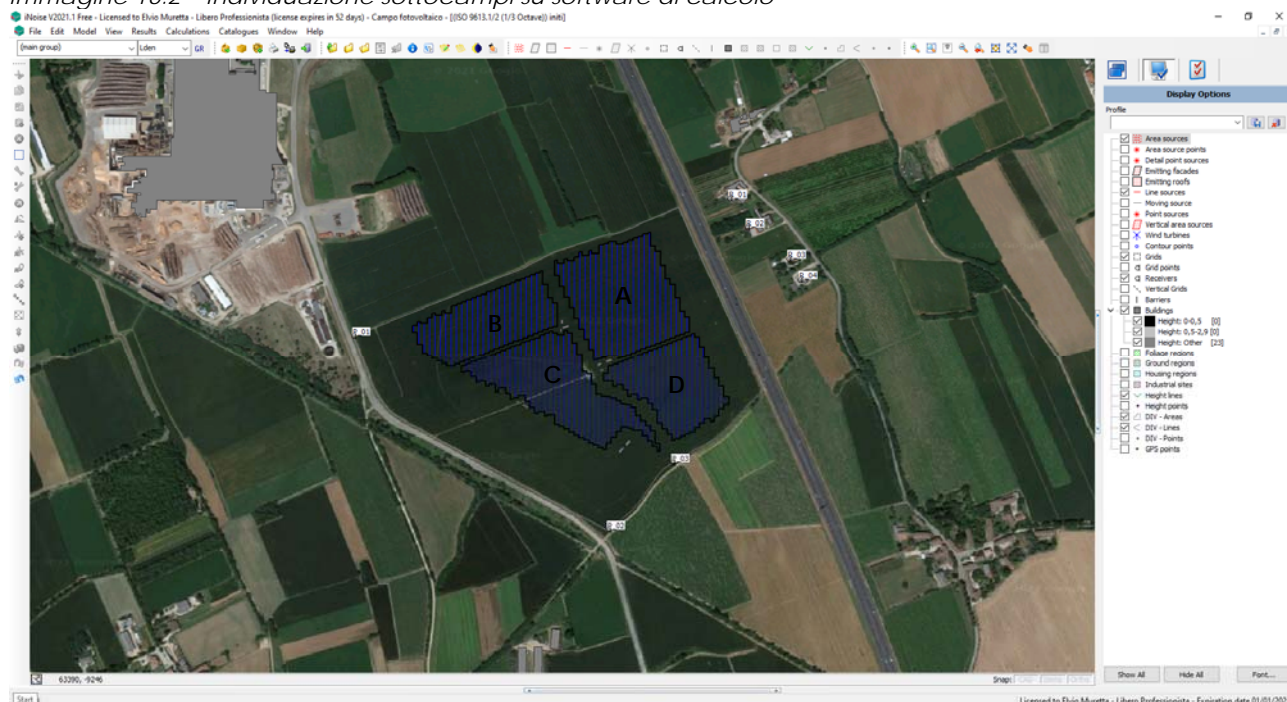 Immagine 10.2 – Individuazione sottocampi su software di calcolo
iNoise V2021.1 Free - Licensed to Elvio Muretta - Libero Professionista (license expires in 52 days) - Campo fotovoltaico - [(ISO 9613.1/2 (1/3 Octave)) initi]
File Edit Model View Results Calculations Catalogues Window Help
(main group) Lden GR
Display Options
Profile
Area sources
Area source points
Detail point sources
Emitting facades
Emitting roofs
Line sources
Moving source
Point sources
Vertical area sources
Wind turbines
Contour points
Grids
Grid points
Receivers
Vertical Grids
Barriers
Buildings
Height: 0-0,5 [0]
Height: 0,5-2,9 [0]
Height: Other [23]
Foliage regions
Ground regions
Housing regions
Industrial sites
Height lines
Height points
DIV - Areas
DIV - Lines
DIV - Points
GPS points
R_01
R_02
R_03
R_04
A
B
P_01
C
D
P_03
P_02
63390, -9246
Snap:
Show All Hide All Font...
Start
Licensed to Elvio Muretta - Libero Professionista - Expiration date 01/01/202